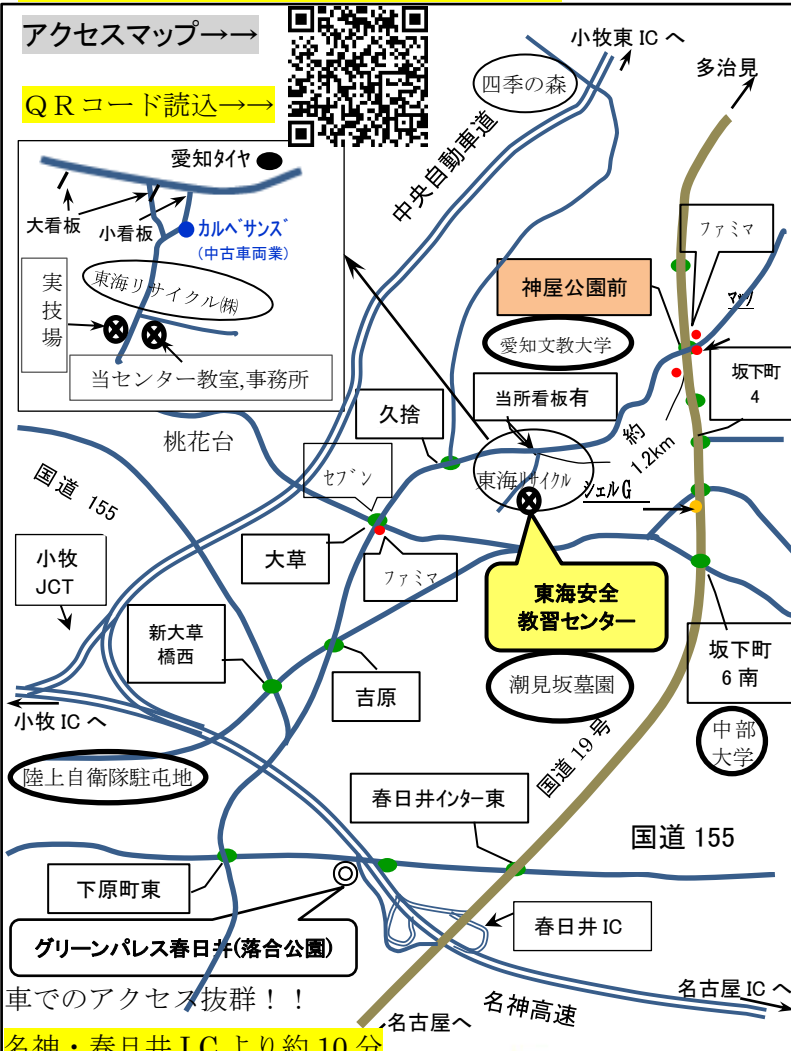 アクセスマップ→→
QRコード読込→→
小牧東 IC へ
多治見
四季の森
中央自動車道
愛知タイヤ
大看板
小看板
カルベサンズ
(中古車両業)
実技場
東海リサイクル㈱
当センター教室,事務所
ファミマ
神屋公園前
愛知文教大学
坂下町
4
約
1.2km
久捨
当所看板有
桃花台
国道 155
セブン
東海リサイクル
シェルG
小牧
JCT
大草
ファミマ
東海安全
教習センター
新大草
橋西
吉原
坂下町
6 南
潮見坂墓園
小牧 IC へ
中部
大学
陸上自衛隊駐屯地
国道 19 号
春日井インター東
国道 155
下原町東
グリーンパレス春日井(落合公園)
春日井 IC
車でのアクセス抜群！！
名神高速
名古屋 IC へ
名古屋へ
名神・春日井 I.C より約 10 分